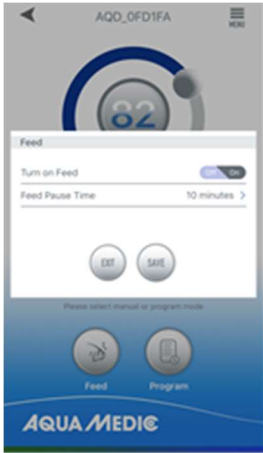 AQD_0FD1FA
MENU
82
Feed
Turn on Feed Off On
Feed Pause Time 10 minutes >
EXIT SAVE
Please select manual or program mode
Feed Program
AQUA MEDIC